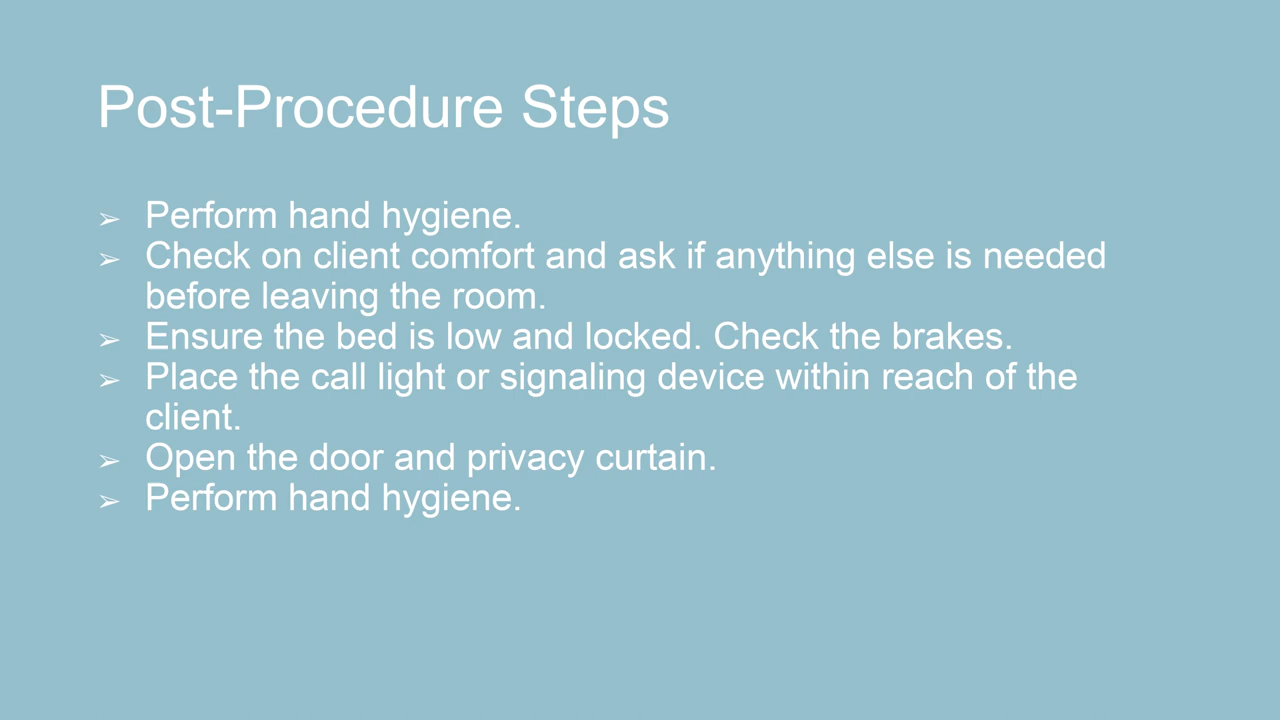 Post-Procedure Steps
➢ Perform hand hygiene.
➢ Check on client comfort and ask if anything else is needed
before leaving the room.
➢ Ensure the bed is low and locked. Check the brakes.
➢ Place the call light or signaling device within reach of the
client.
➢ Open the door and privacy curtain.
➢ Perform hand hygiene.